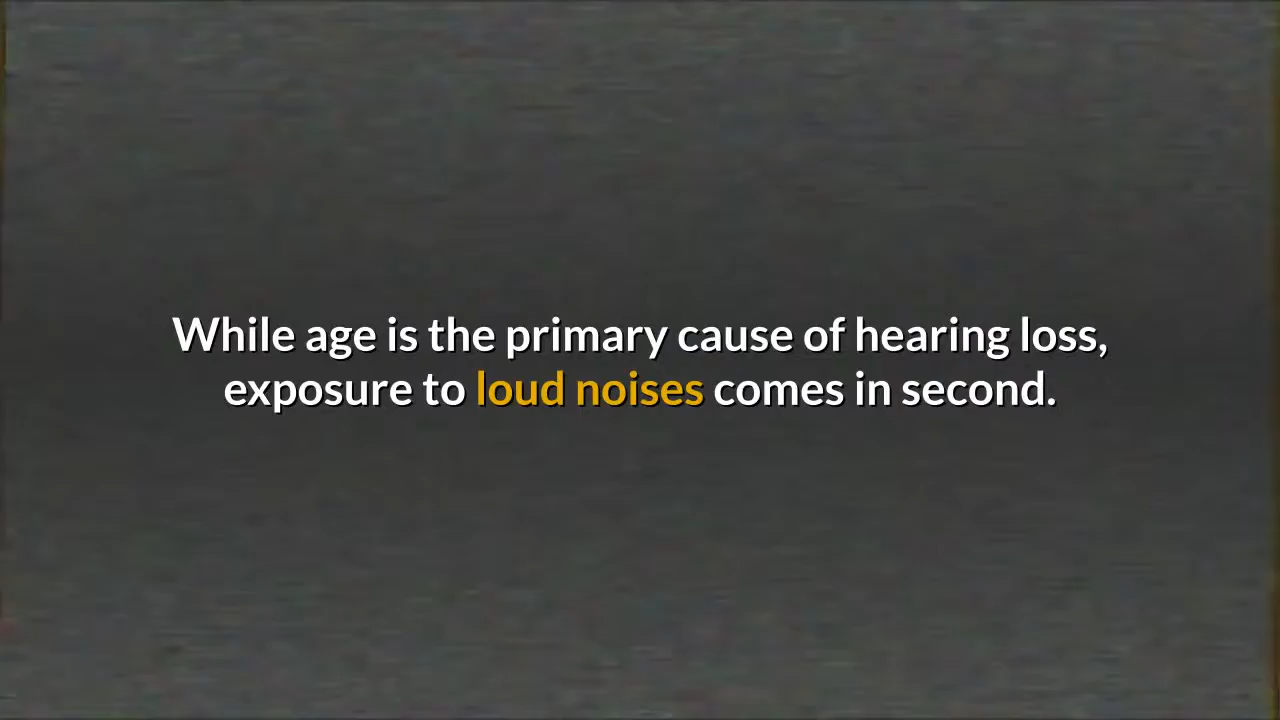 While age is the primary cause of hearing loss,
exposure to loud noises comes in second.